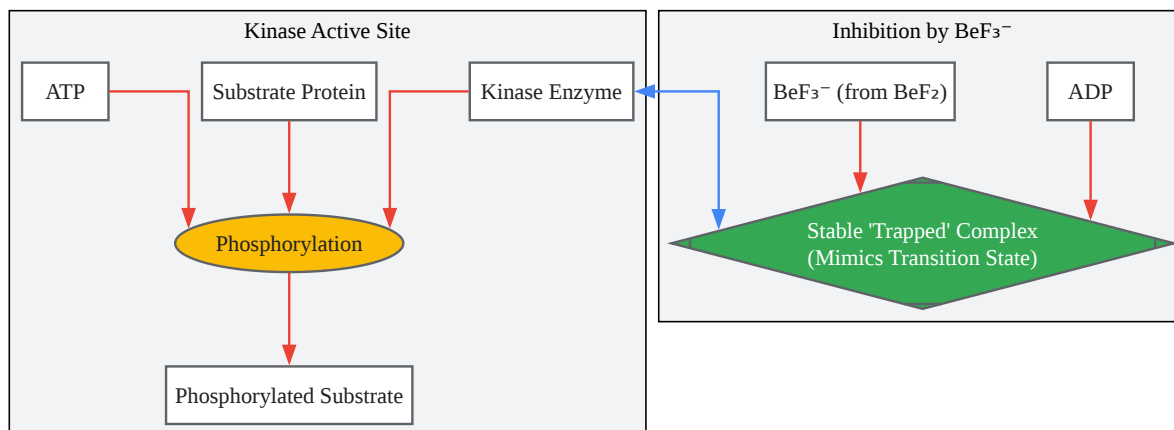 Kinase Active Site
ATP
Substrate Protein
Kinase Enzyme
Phosphorylation
Phosphorylated Substrate
Inhibition by BeF₃⁻
BeF₃⁻ (from BeF₂)
ADP
Stable 'Trapped' Complex
(Mimics Transition State)